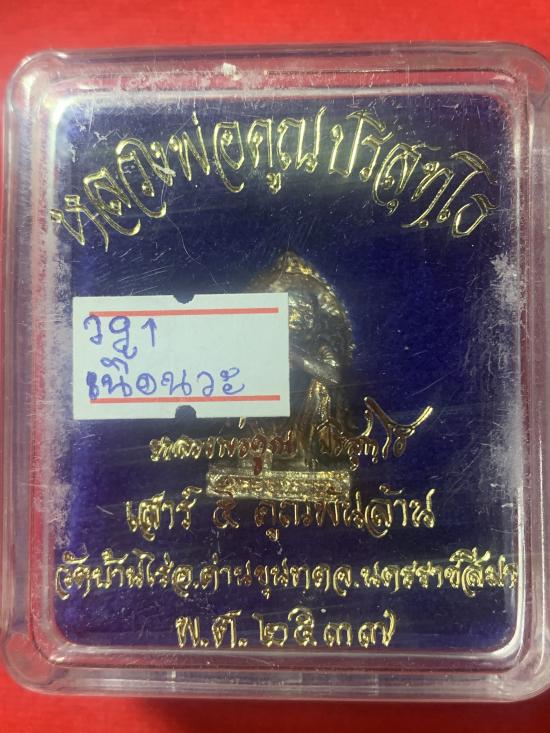 หลวงพ่อคูณปริสุทฺโธ
เนื้อนวะ
หลวงพ่อคูณ ปริสุทฺโธ
เสาร์ ๕ คูณพันล้าน
วัดบ้านไร่อ.ด่านขุนทดจ.นครราชสีมา
พ.ศ.๒๕๓๗